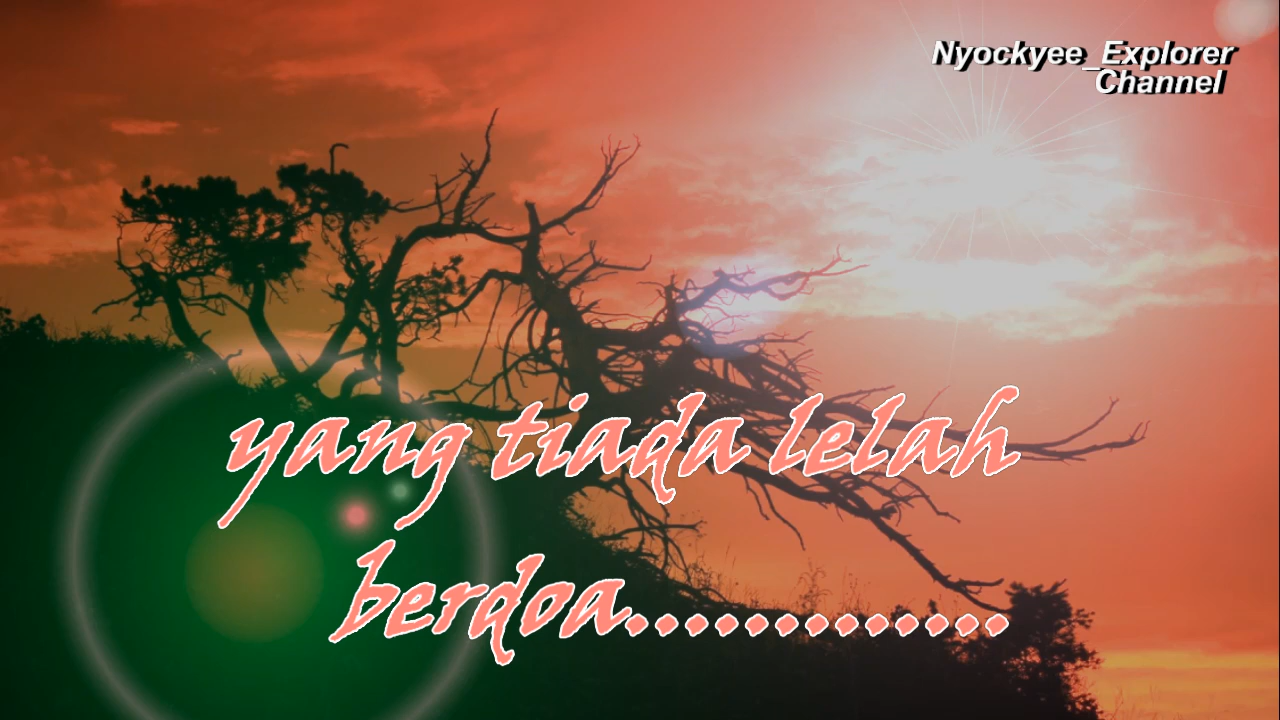 Nyockyee_Explorer
Channel
yang tiada lelah
berdoa.............